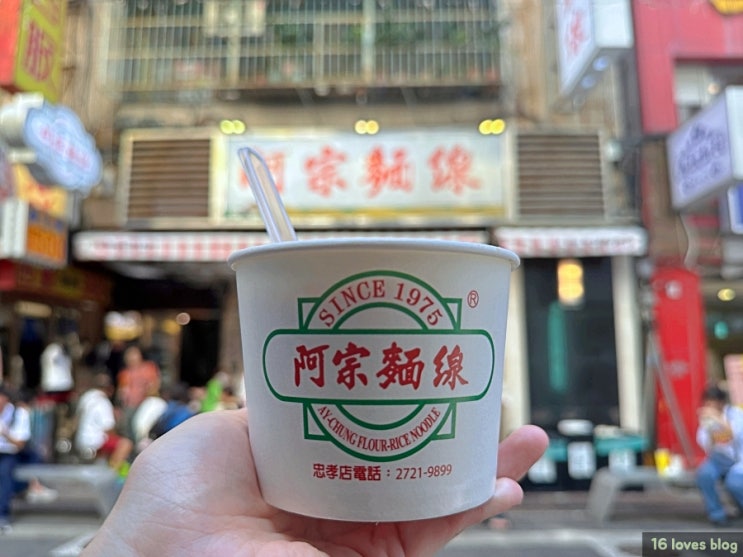 阿宗麵線
SINCE 1975
®
阿宗麵線
AY-CHUNG FLOUR-RICE NOODLE
忠孝店電話：2721-9899
16 loves blog